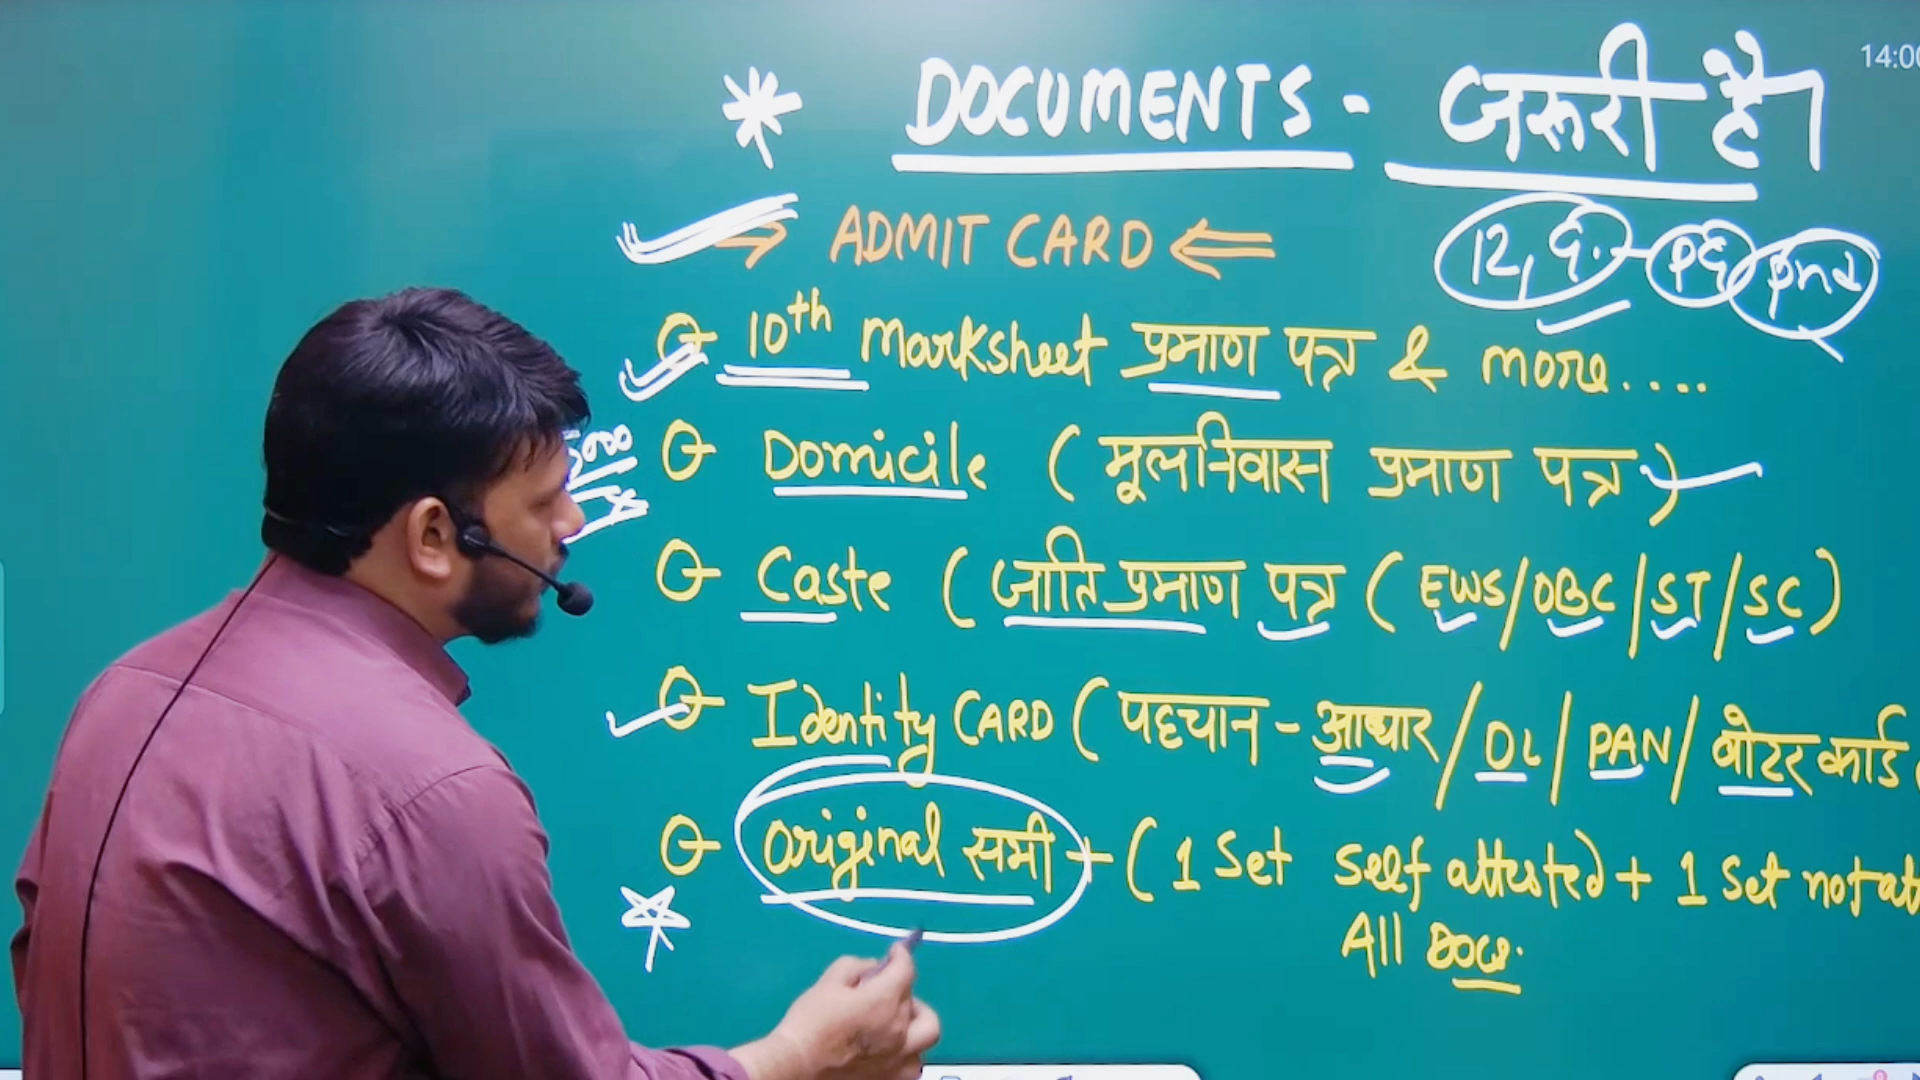 14:00
* DOCUMENTS - जरूरी है।
→ ADMIT CARD ⇐
12, G. PG
10th Marksheet प्रमाण पत्र & more....
Domicile (मूलनिवास प्रमाण पत्र)
Caste (जाति प्रमाण पत्र (EWS/OBC/ST/SC)
Identity CARD (पहचान - आधार/DL/PAN/वोटर कार्ड
Original सभी + (1 Set Self attested) + 1 Set not
All Docu.